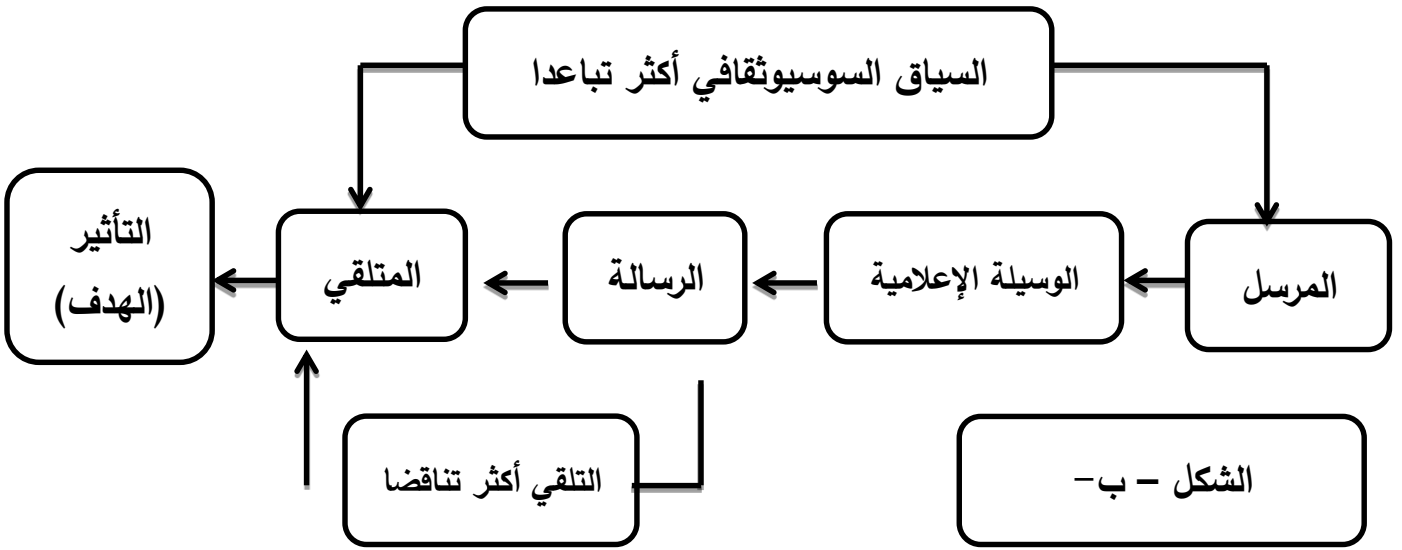 السياق السوسيوثقافي أكثر تباعدا
المرسل
الوسيلة الإعلامية
الرسالة
المتلقي
التأثير
(الهدف)
التلقي أكثر تناقضا
الشكل – ب–